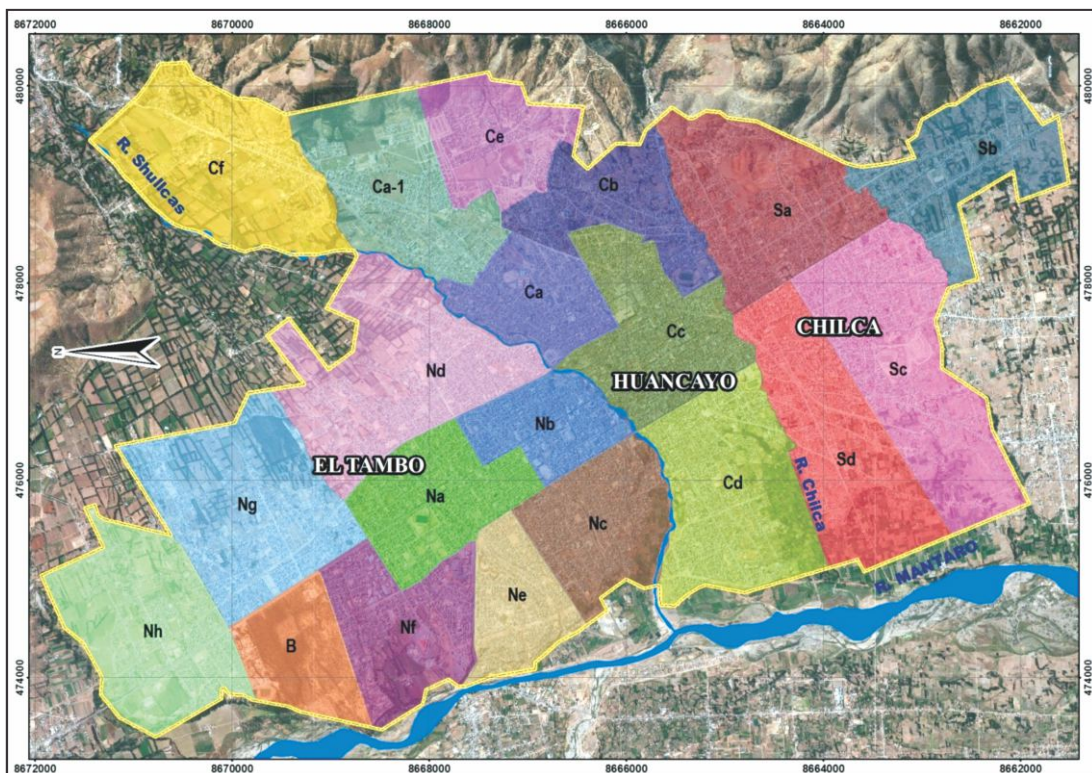 8672000 8670000 8668000 8666000 8664000 8662000
480000 480000
Ce
Sb
R. Shullcas
Cf
Ca-1
Cb
Sa
478000 478000
Ca
CHILCA
Cc
N
Nd
Sc
HUANCAYO
Nb
EL TAMBO
476000 476000
Na
Sd
Cd
R. Chilca
Ng
Nc
R. MANTARO
Ne
Nf
Nh
B
474000 474000
8672000 8670000 8668000 8666000 8664000 8662000